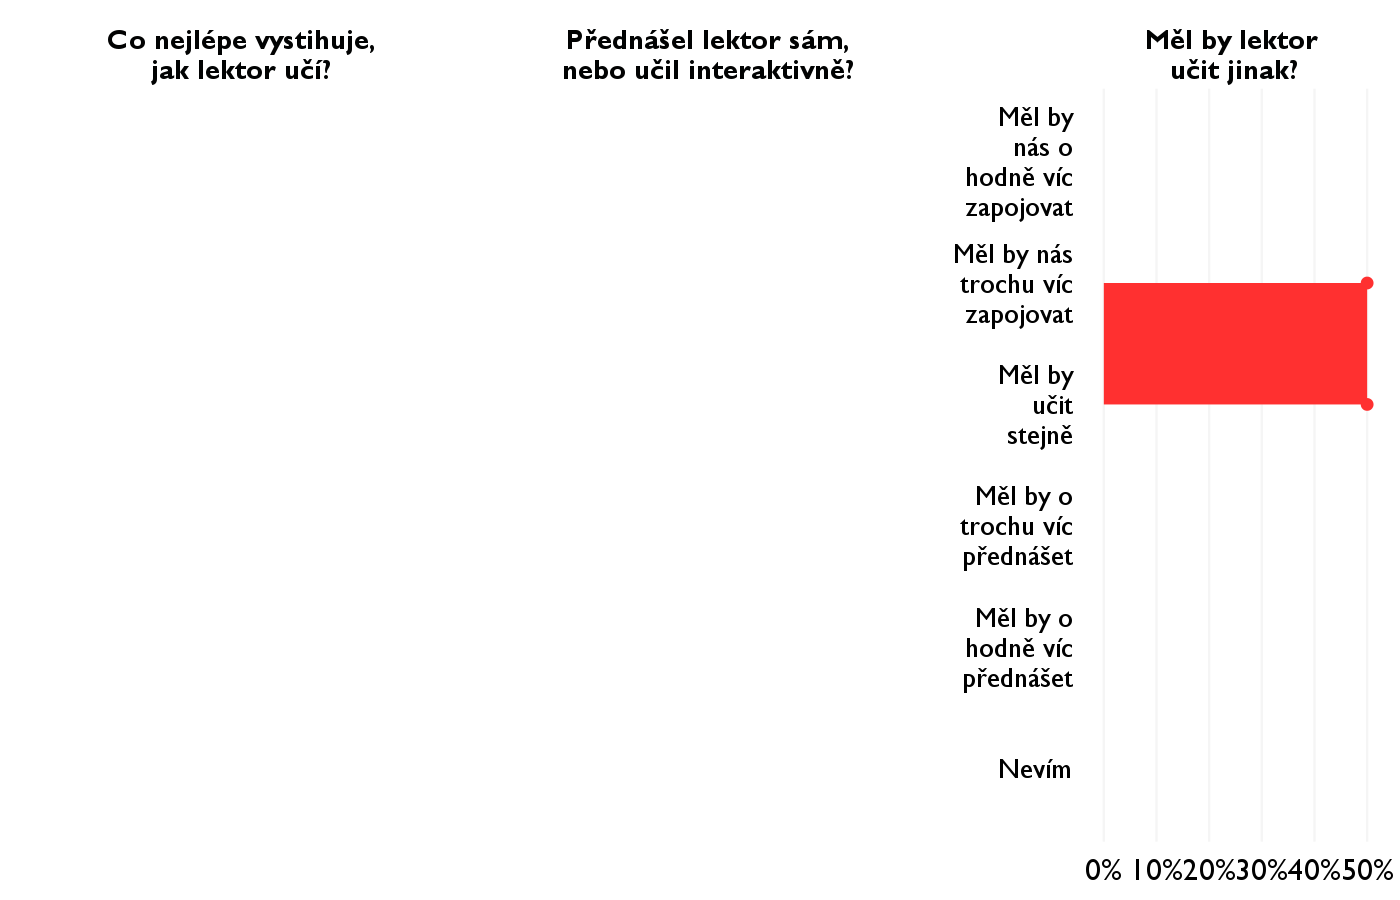 Co nejlépe vystihuje,
jak lektor učí?
Přednášel lektor sám,
nebo učil interaktivně?
Měl by lektor
učit jinak?
Měl by
nás o
hodně víc
zapojovat
Měl by nás
trochu víc
zapojovat
Měl by
učit
stejně
Měl by o
trochu víc
přednášet
Měl by o
hodně víc
přednášet
Nevím
0% 10%20%30%40%50%